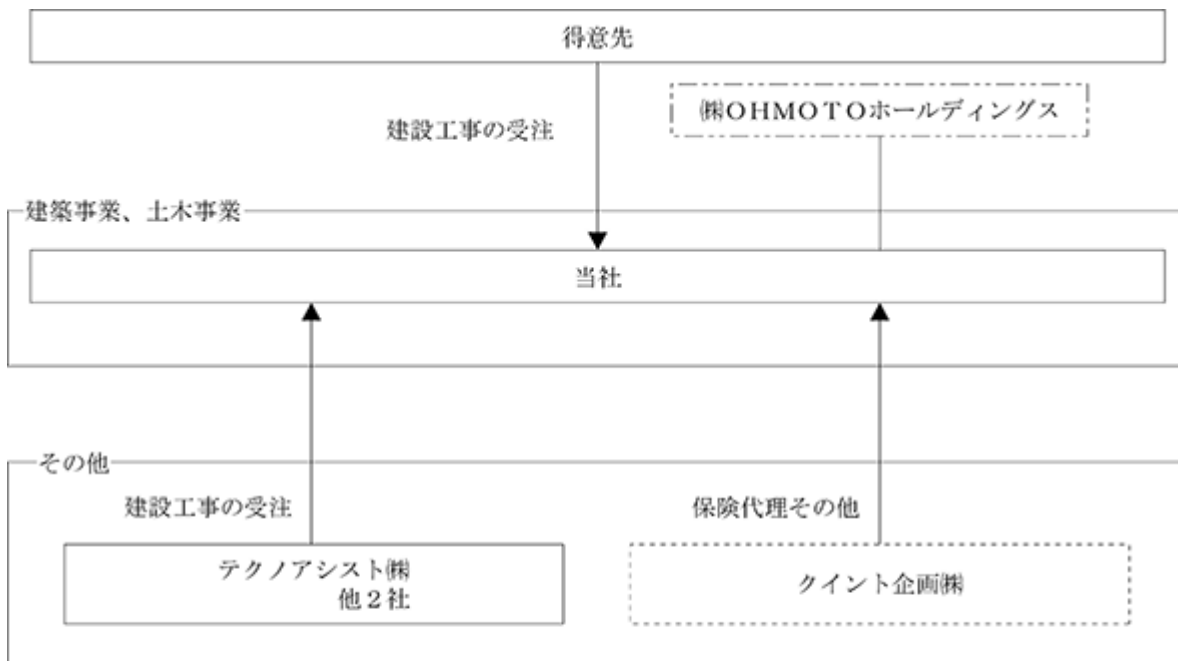 得意先
㈱ＯＨＭＯＴＯホールディングス
建設工事の受注
建築事業、土木事業
当社
その他
建設工事の受注
保険代理その他
テクノアシスト㈱
他２社
クイント企画㈱